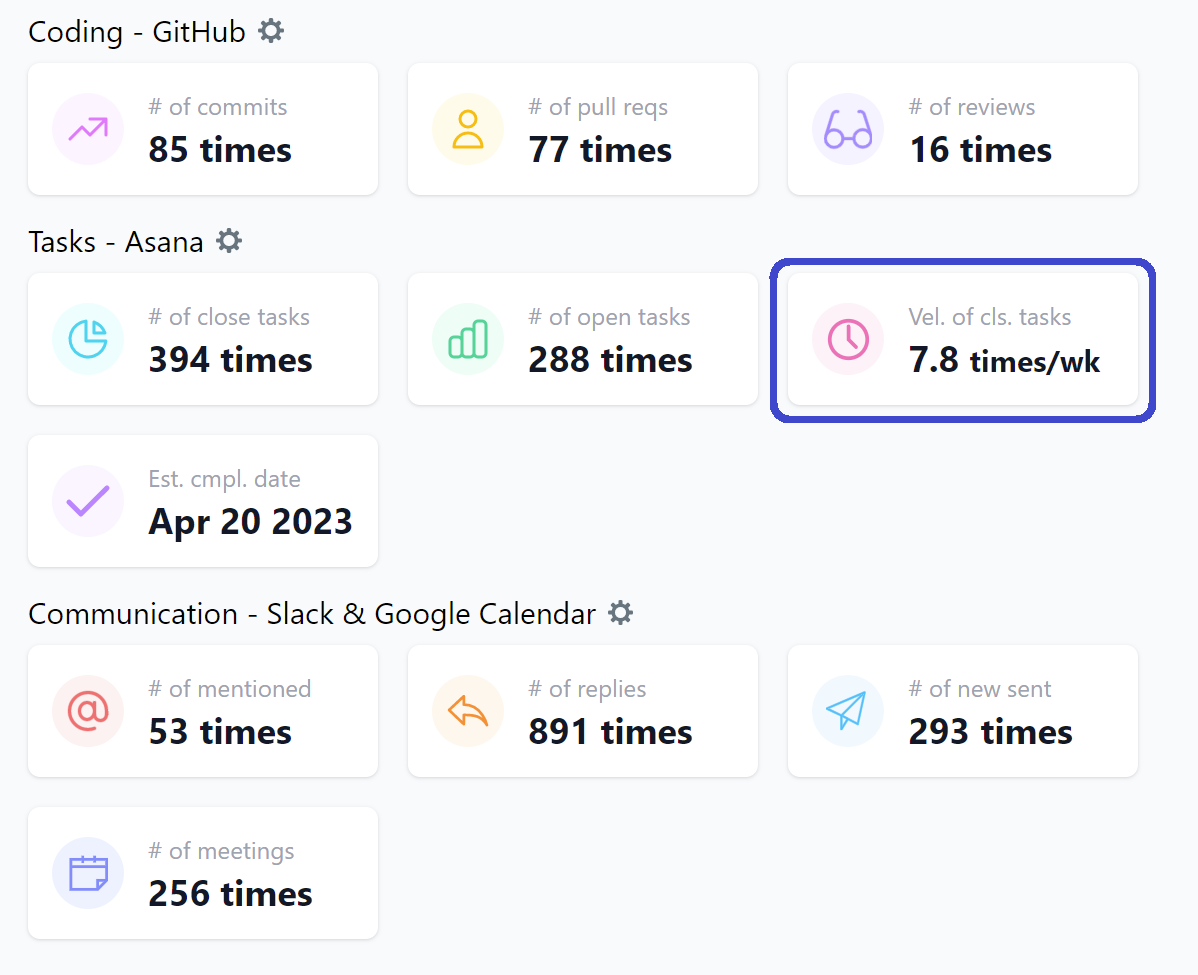 Coding - GitHub
# of commits
85 times
# of pull reqs
77 times
# of reviews
16 times
Tasks - Asana
# of close tasks
394 times
# of open tasks
288 times
Vel. of cls. tasks
7.8 times/wk
Est. cmpl. date
Apr 20 2023
Communication - Slack & Google Calendar
# of mentioned
53 times
# of replies
891 times
# of new sent
293 times
# of meetings
256 times